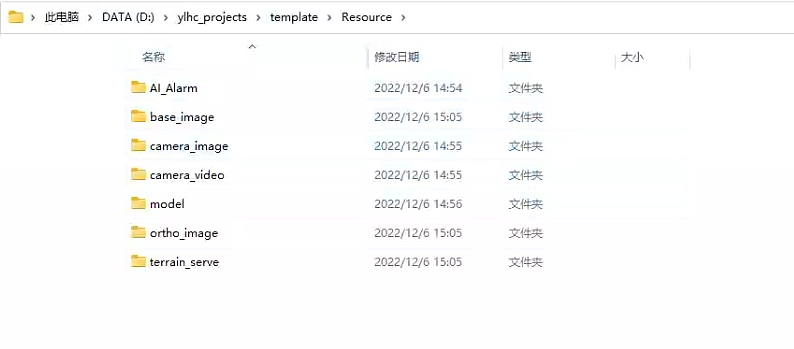 此电脑 > DATA (D:) > ylhc_projects > template > Resource >
名称 修改日期 类型 大小
AI_Alarm 2022/12/6 14:54 文件夹
base_image 2022/12/6 15:05 文件夹
camera_image 2022/12/6 14:55 文件夹
camera_video 2022/12/6 14:55 文件夹
model 2022/12/6 14:56 文件夹
ortho_image 2022/12/6 15:05 文件夹
terrain_serve 2022/12/6 15:05 文件夹